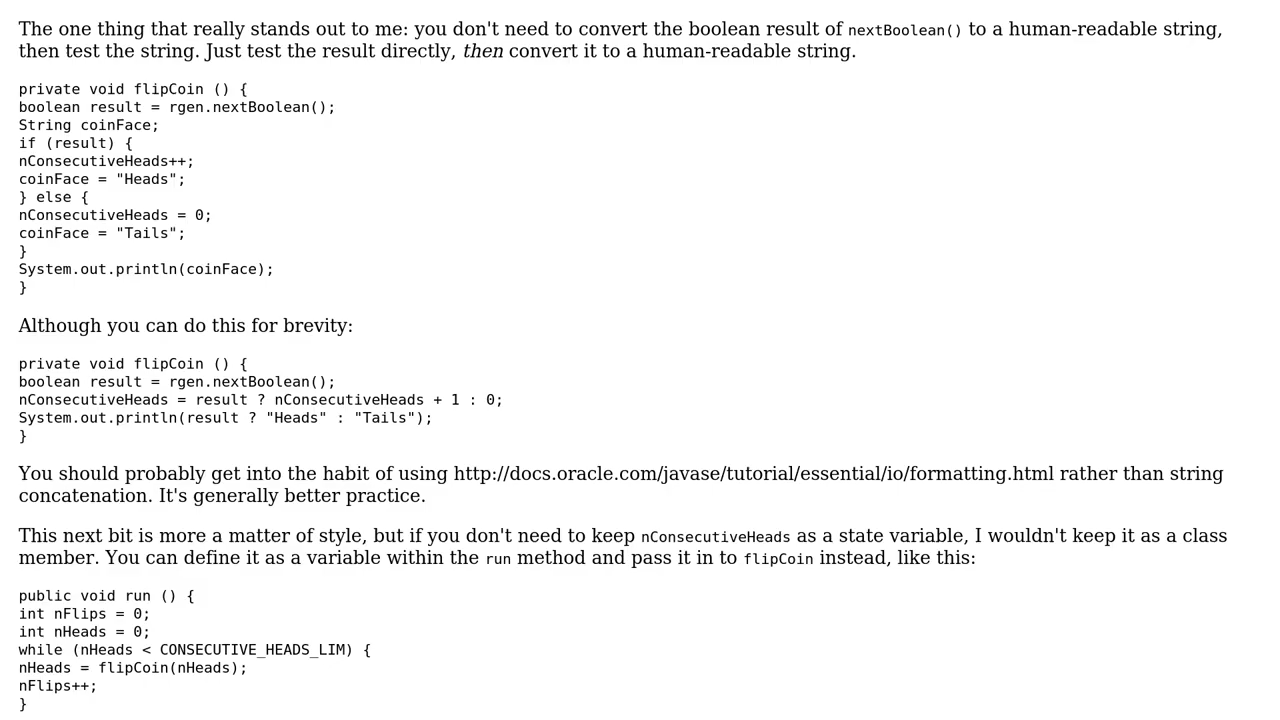 The one thing that really stands out to me: you don't need to convert the boolean result of nextBoolean() to a human-readable string,
then test the string. Just test the result directly, then convert it to a human-readable string.
private void flipCoin () {
boolean result = rgen.nextBoolean();
String coinFace;
if (result) {
nConsecutiveHeads++;
coinFace = "Heads";
} else {
nConsecutiveHeads = 0;
coinFace = "Tails";
}
System.out.println(coinFace);
}
Although you can do this for brevity:
private void flipCoin () {
boolean result = rgen.nextBoolean();
nConsecutiveHeads = result ? nConsecutiveHeads + 1 : 0;
System.out.println(result ? "Heads" : "Tails");
}
You should probably get into the habit of using http://docs.oracle.com/javase/tutorial/essential/io/formatting.html rather than string
concatenation. It's generally better practice.
This next bit is more a matter of style, but if you don't need to keep nConsecutiveHeads as a state variable, I wouldn't keep it as a class
member. You can define it as a variable within the run method and pass it in to flipCoin instead, like this:
public void run () {
int nFlips = 0;
int nHeads = 0;
while (nHeads < CONSECUTIVE_HEADS_LIM) {
nHeads = flipCoin(nHeads);
nFlips++;
}